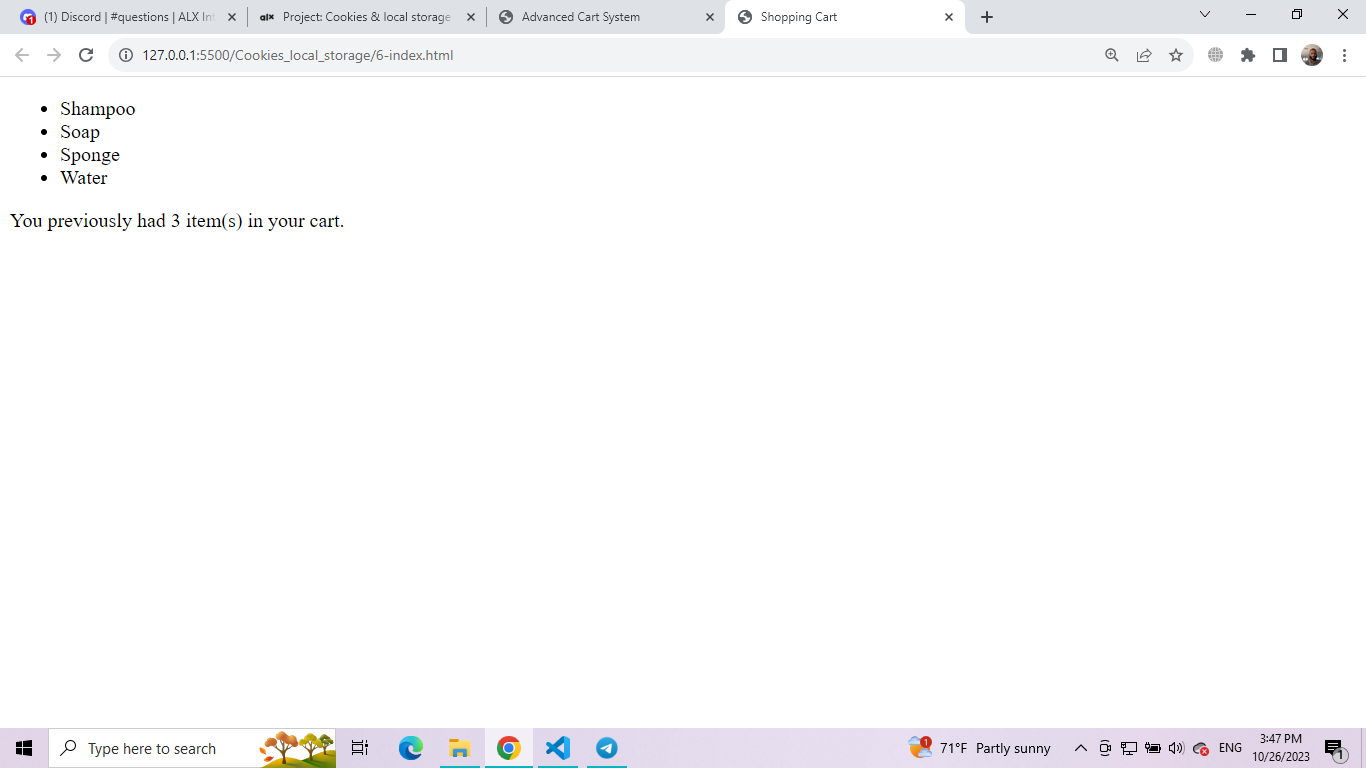 (1) Discord | #questions | ALX Int
alx Project: Cookies & local storage
Advanced Cart System
Shopping Cart
127.0.0.1:5500/Cookies_local_storage/6-index.html
• Shampoo
• Soap
• Sponge
• Water
You previously had 3 item(s) in your cart.
Type here to search
1
71°F Partly sunny
ENG
3:47 PM
10/26/2023
1